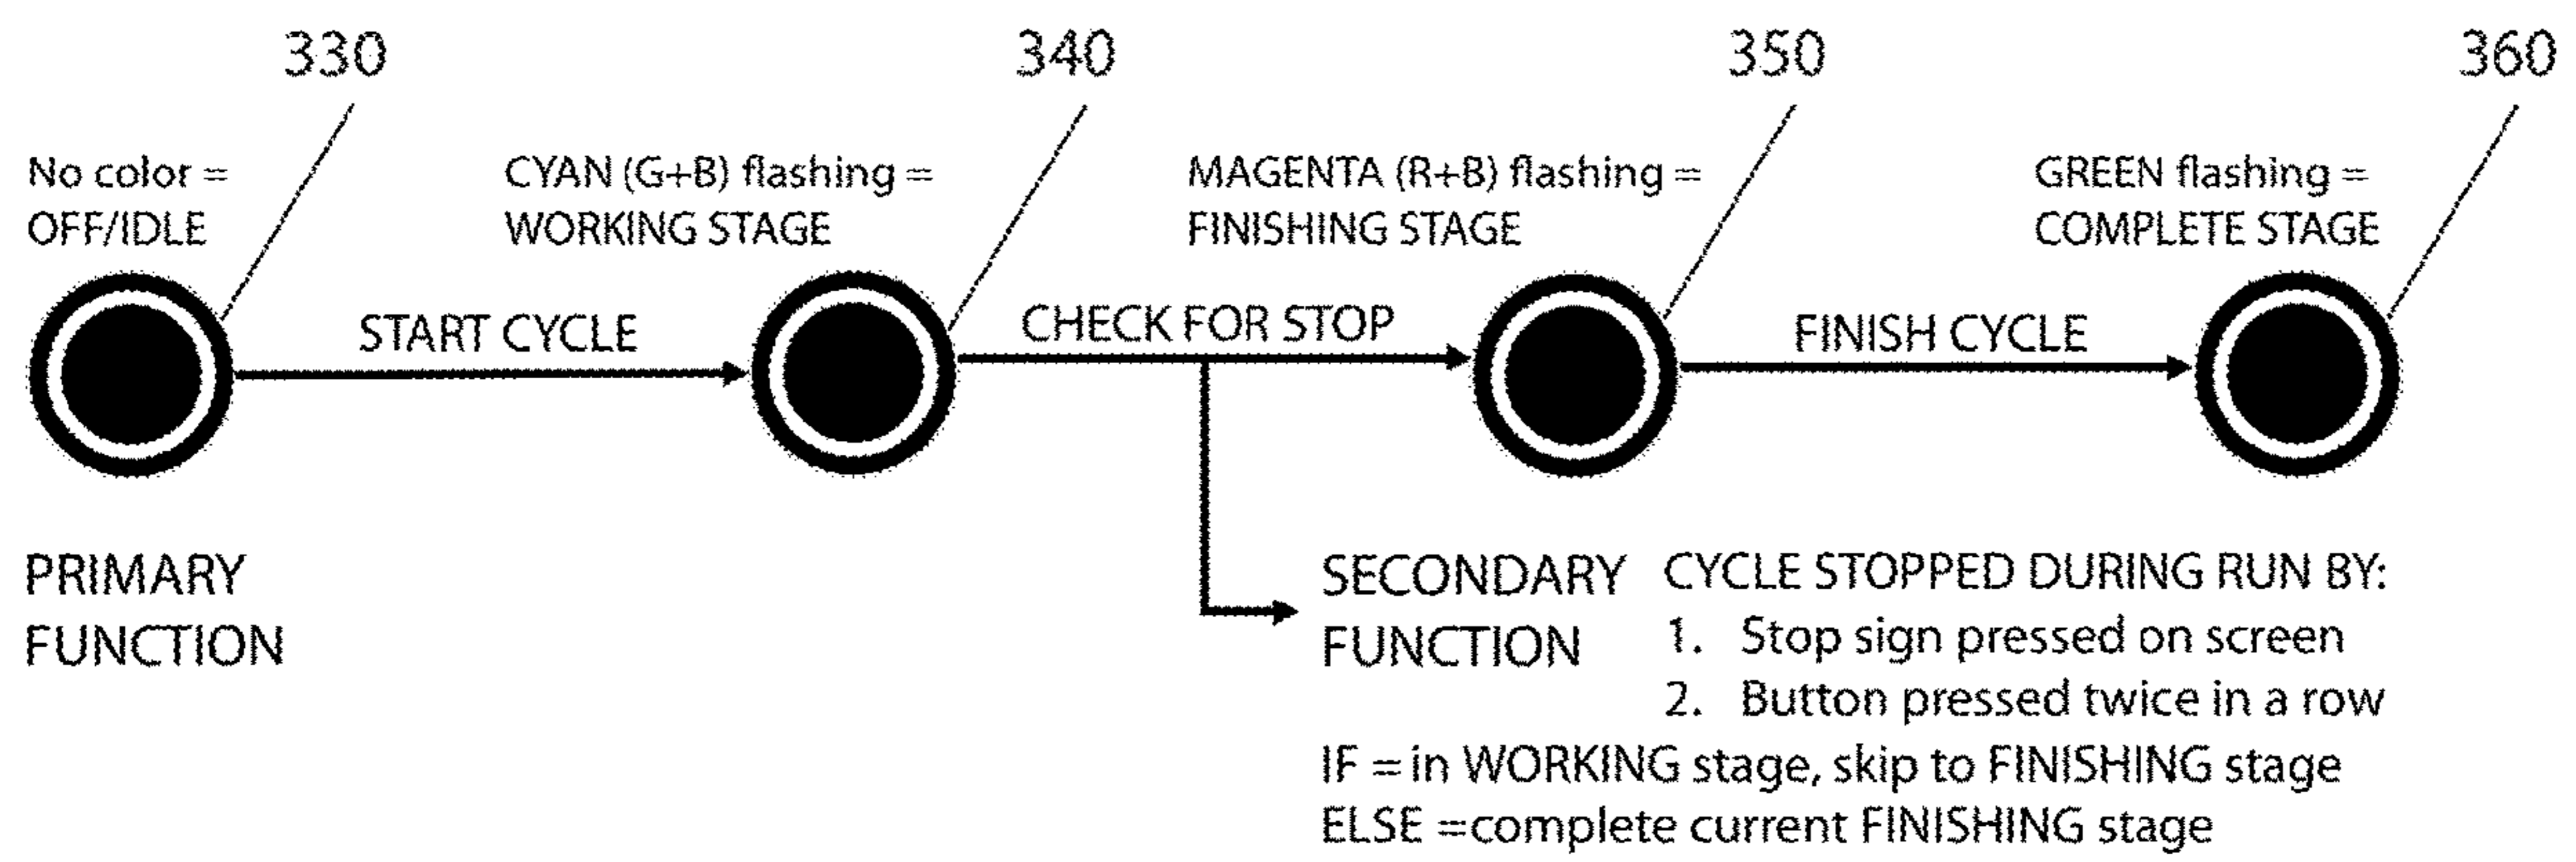 330
340
350
360
No color =
OFF/IDLE
CYAN (G+B) flashing =
WORKING STAGE
MAGENTA (R+B) flashing =
FINISHING STAGE
GREEN flashing =
COMPLETE STAGE
START CYCLE
CHECK FOR STOP
FINISH CYCLE
PRIMARY
FUNCTION
SECONDARY
FUNCTION
CYCLE STOPPED DURING RUN BY:
1. Stop sign pressed on screen
2. Button pressed twice in a row
IF = in WORKING stage, skip to FINISHING stage
ELSE =complete current FINISHING stage